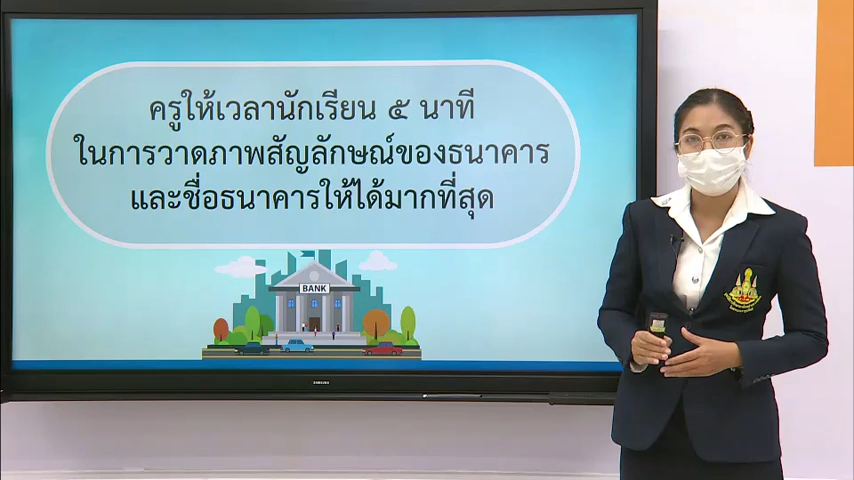 ครูให้เวลานักเรียน ๕ นาที
ในการวาดภาพสัญลักษณ์ของธนาคาร
และชื่อธนาคารให้ได้มากที่สุด
BANK
SAMSUNG